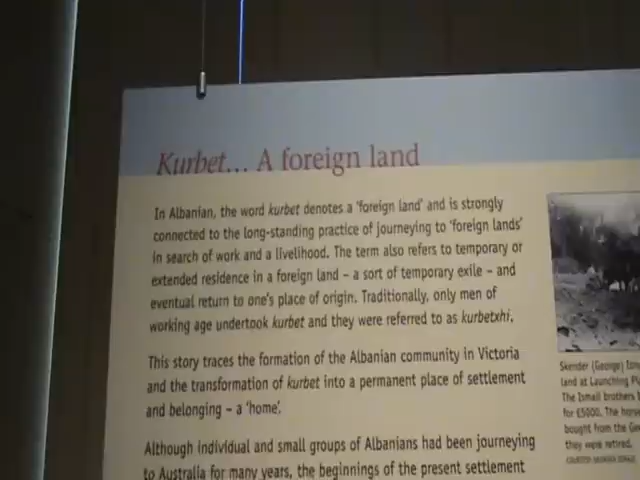 Kurbet... A foreign land
In Albanian, the word kurbet denotes a 'foreign land' and is strongly
connected to the long-standing practice of journeying to 'foreign lands'
in search of work and a livelihood. The term also refers to temporary or
extended residence in a foreign land – a sort of temporary exile – and
eventual return to one's place of origin. Traditionally, only men of
working age undertook kurbet and they were referred to as kurbetxhi.
This story traces the formation of the Albanian community in Victoria
and the transformation of kurbet into a permanent place of settlement
and belonging – a 'home'.
Although individual and small groups of Albanians had been journeying
to Australia for many years, the beginnings of the present settlement
Skender (George)
land at Launching
The Ismail brothers
for £5000. The
bought from the
they were retired.